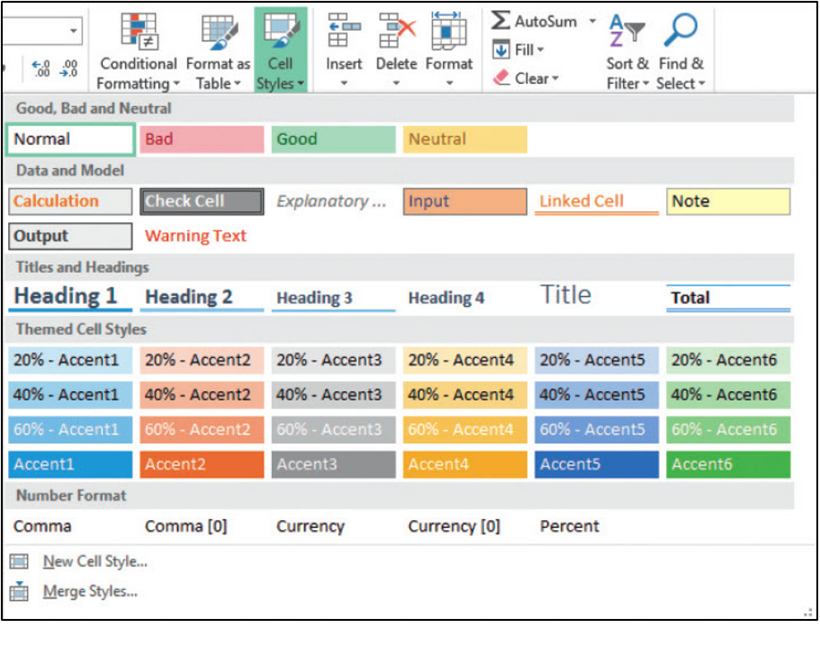 AutoSum
Fill
Clear
.0 .00
.00 .0
Conditional Formatting
Format as Table
Cell Styles
Insert
Delete
Format
Sort & Filter
Find & Select
Good, Bad and Neutral
Normal Bad Good Neutral
Data and Model
Calculation Check Cell Explanatory ... Input Linked Cell Note
Output Warning Text
Titles and Headings
Heading 1 Heading 2 Heading 3 Heading 4 Title Total
Themed Cell Styles
20% - Accent1 20% - Accent2 20% - Accent3 20% - Accent4 20% - Accent5 20% - Accent6
40% - Accent1 40% - Accent2 40% - Accent3 40% - Accent4 40% - Accent5 40% - Accent6
60% - Accent1 60% - Accent2 60% - Accent3 60% - Accent4 60% - Accent5 60% - Accent6
Accent1 Accent2 Accent3 Accent4 Accent5 Accent6
Number Format
Comma Comma [0] Currency Currency [0] Percent
New Cell Style...
Merge Styles...